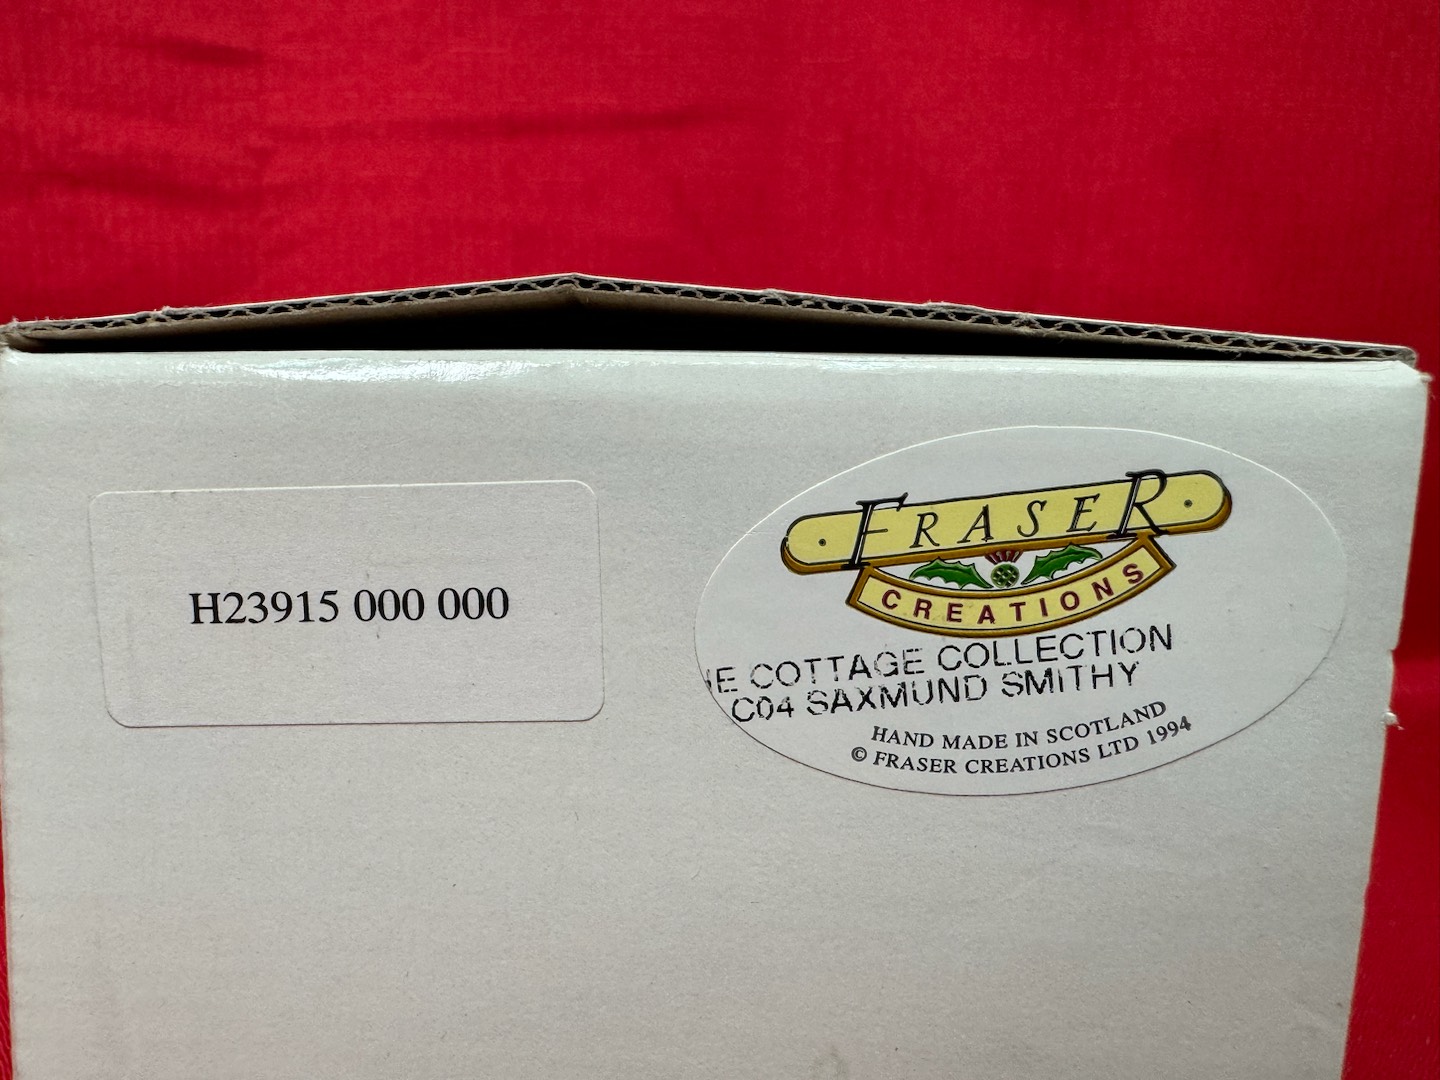 H23915 000 000
FRASER
CREATIONS
E COTTAGE COLLECTION
C04 SAXMUND SMITHY
HAND MADE IN SCOTLAND
© FRASER CREATIONS LTD 1994